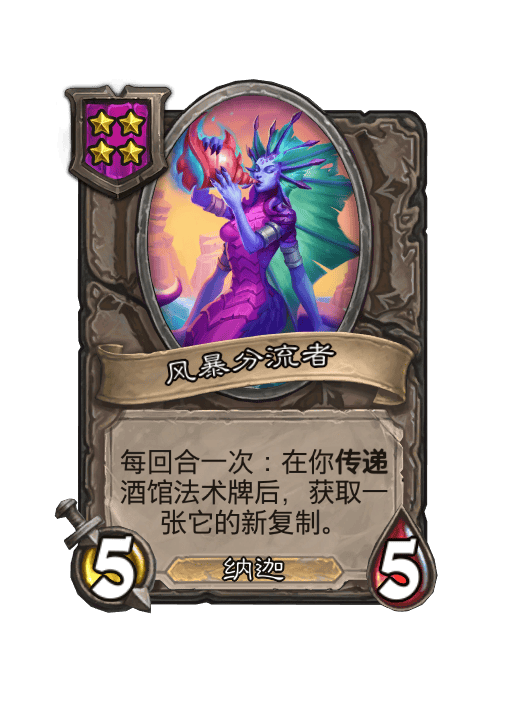 风暴分流者
每回合一次：在你传递
酒馆法术牌后，获取一
张它的新复制。
5
纳迦
5